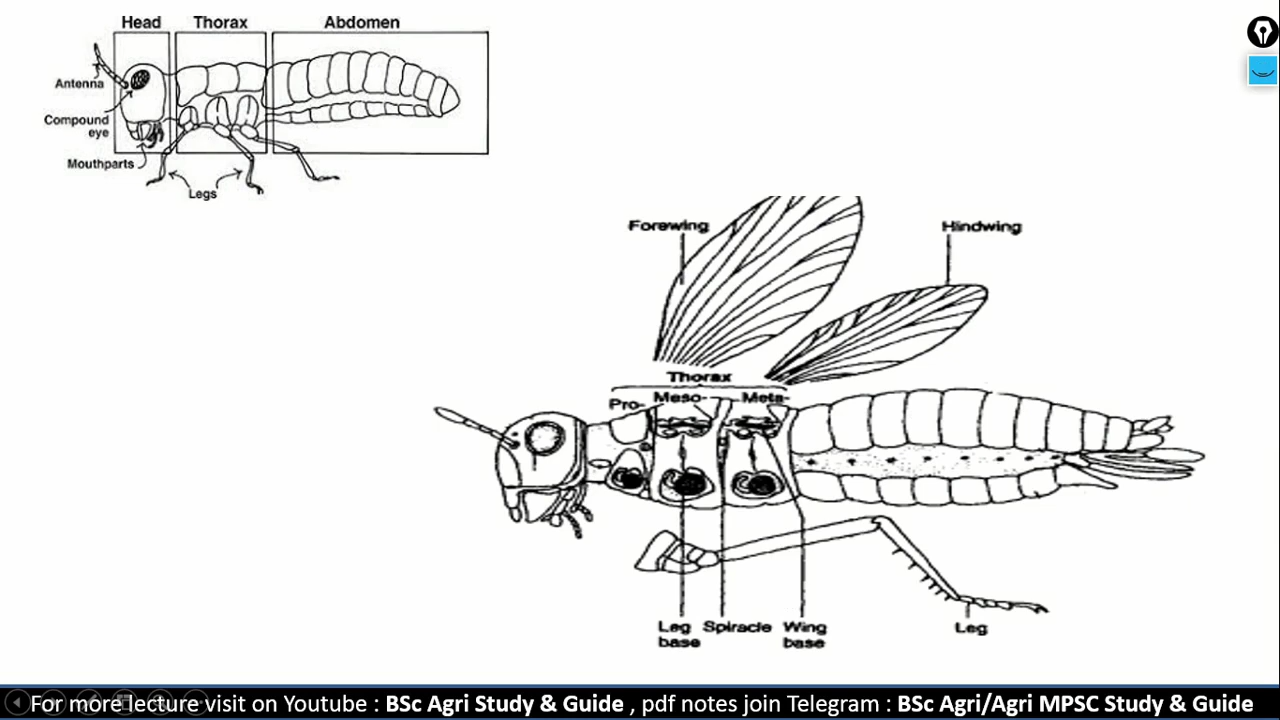 Head Thorax Abdomen
Antenna
Compound
eye
Mouthparts
Legs
Forewing
Hindwing
Thorax
Pro- Meso- Meta-
Leg Spiracle Wing
base base
Leg
For more lecture visit on Youtube : BSc Agri Study & Guide , pdf notes join Telegram : BSc Agri/Agri MPSC Study & Guide